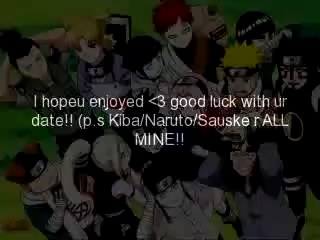 I hopeu enjoyed <3 good luck with ur
date!! (p.s Kiba/Naruto/Sauske r ALL
MINE!!